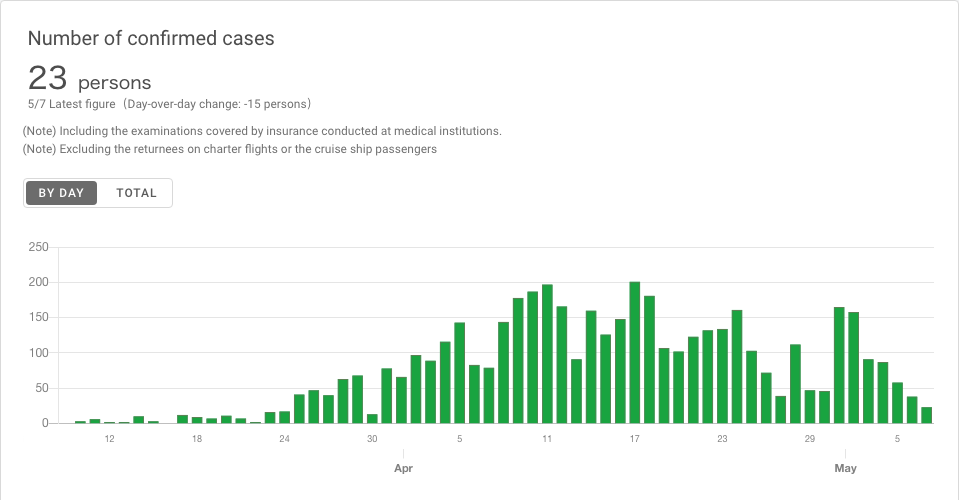 Number of confirmed cases
23 persons
5/7 Latest figure（Day-over-day change: -15 persons）
(Note) Including the examinations covered by insurance conducted at medical institutions.
(Note) Excluding the returnees on charter flights or the cruise ship passengers
BY DAY TOTAL
250
200
150
100
50
0
12 18 24 30 5 11 17 23 29 5
Apr May